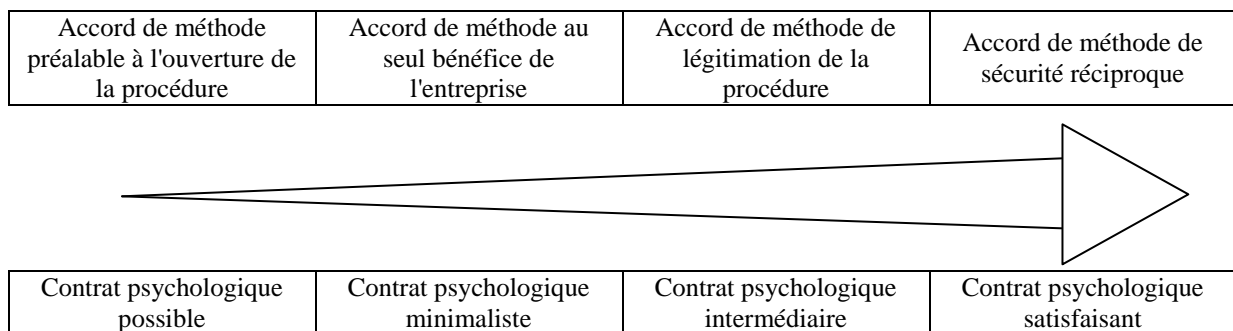 Accord de méthode
préalable à l'ouverture de
la procédure
Accord de méthode au
seul bénéfice de
l'entreprise
Accord de méthode de
légitimation de la
procédure
Accord de méthode de
sécurité réciproque
Contrat psychologique
possible
Contrat psychologique
minimaliste
Contrat psychologique
intermédiaire
Contrat psychologique
satisfaisant